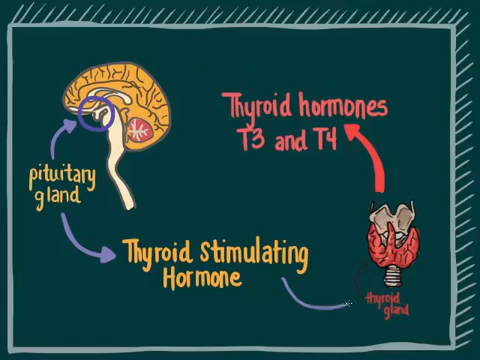 Thyroid hormones
T3 and T4
pituitary
gland
Thyroid Stimulating
Hormone
thyroid
gland